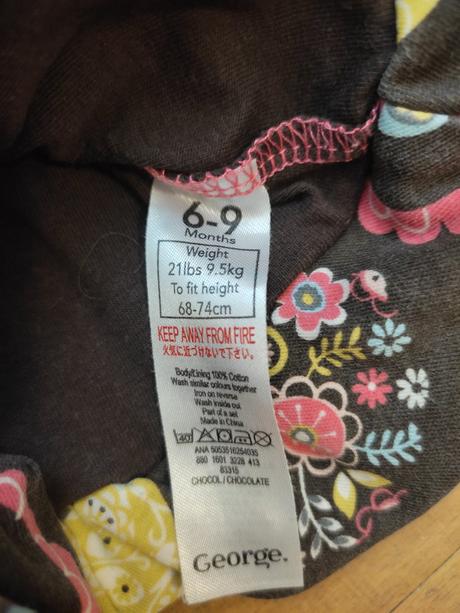 6-9
Months
Weight
21lbs 9.5kg
To fit height
68-74cm
KEEP AWAY FROM FIRE
火気に近づけないで下さい。
Body/Lining 100% Cotton
Wash similar colours together
Iron on reverse
Wash inside out
Part of a set
Made in China
40
ANA 5053516254035
880 1601 3228 413
83315
CHOCOL / CHOCOLATE
George.